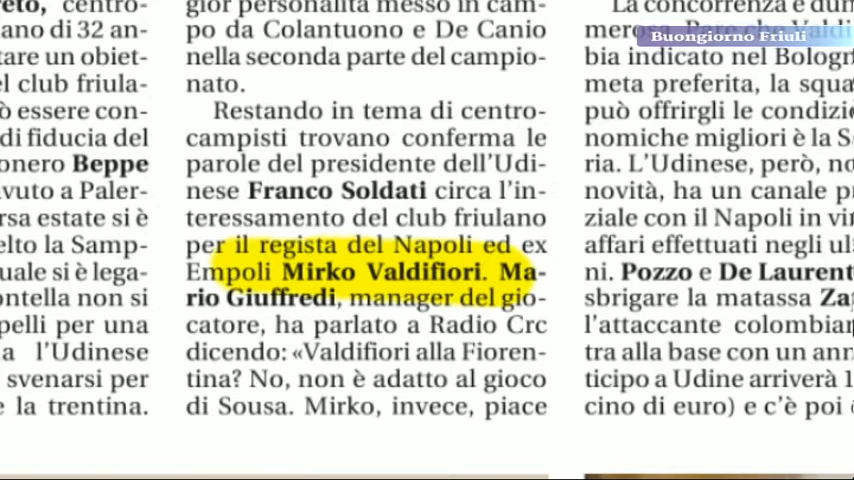 Buongiorno Friuli
centro-
ano di 32 an-
tare un obiet-
l club friula-
ò essere con-
di fiducia del
onero Beppe
vuto a Paler-
rsa estate si è
elto la Samp-
uale si è lega-
ontella non si
pelli per una
a l'Udinese
svenarsi per
e la trentina.
gior personalità messo in cam-
po da Colantuono e De Canio
nella seconda parte del campio-
nato.
Restando in tema di centro-
campisti trovano conferma le
parole del presidente dell'Udi-
nese Franco Soldati circa l'in-
teressamento del club friulano
per il regista del Napoli ed ex
Empoli Mirko Valdifiori. Ma-
rio Giuffredi, manager del gio-
catore, ha parlato a Radio Crc
dicendo: «Valdifiori alla Fioren-
tina? No, non è adatto al gioco
di Sousa. Mirko, invece, piace
La concorrenza è dun
bia indicato nel Bologn
meta preferita, la squa
può offrirgli le condizio
nomiche migliori è la S
ria. L'Udinese, però, no
novità, ha un canale p
ziale con il Napoli in vi
affari effettuati negli ul
ni. Pozzo e De Laurent
sbrigare la matassa Za
l'attaccante colombian
tra alla base con un ann
ticipo a Udine arriverà 1
cino di euro) e c'è poi